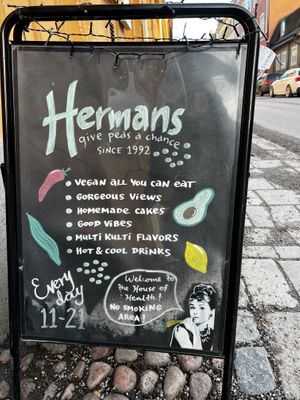 Hermans
give peas a chance
SINCE 1992
VEGAN ALL YOU CAN EAT
GORGEOUS VIEWS
HOMEMADE CAKES
GOOD VIBES
MULTI KULTI FLAVORS
HOT & COOL DRINKS
Every
day
11-21
Welcome to
the House of
Health!
NO SMOKING
AREA!